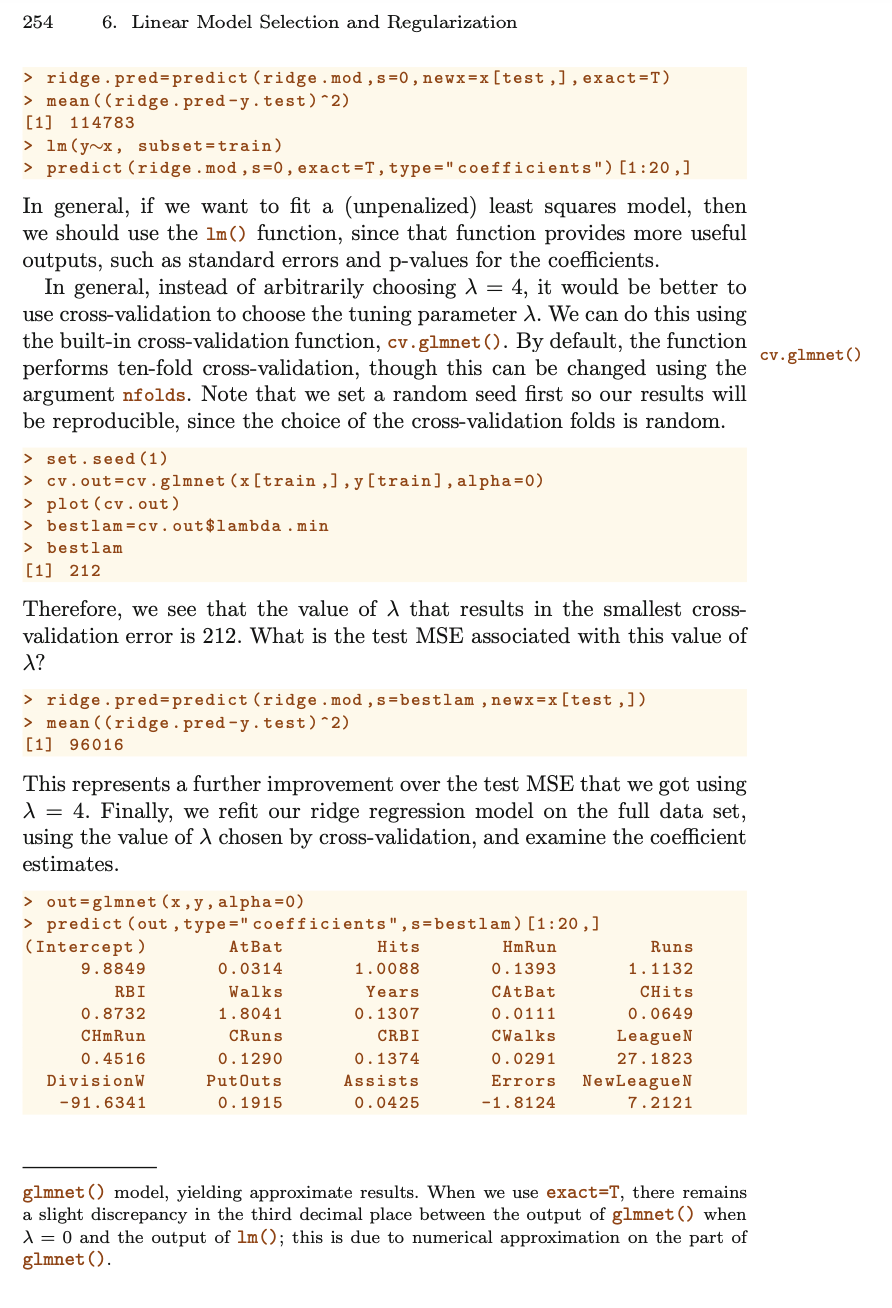 254 6. Linear Model Selection and Regularization
> ridge.pred=predict(ridge.mod,s=0,newx=x[test,],exact=T)
> mean((ridge.pred-y.test)^2)
[1] 114783
> lm(y~x, subset=train)
> predict(ridge.mod,s=0,exact=T,type="coefficients")[1:20,]
In general, if we want to fit a (unpenalized) least squares model, then
we should use the lm() function, since that function provides more useful
outputs, such as standard errors and p-values for the coefficients.
In general, instead of arbitrarily choosing λ = 4, it would be better to
use cross-validation to choose the tuning parameter λ. We can do this using
the built-in cross-validation function, cv.glmnet(). By default, the function
cv.glmnet()
performs ten-fold cross-validation, though this can be changed using the
argument nfolds. Note that we set a random seed first so our results will
be reproducible, since the choice of the cross-validation folds is random.
> set.seed(1)
> cv.out=cv.glmnet(x[train,],y[train],alpha=0)
> plot(cv.out)
> bestlam=cv.out$lambda.min
> bestlam
[1] 212
Therefore, we see that the value of λ that results in the smallest cross-
validation error is 212. What is the test MSE associated with this value of
λ?
> ridge.pred=predict(ridge.mod,s=bestlam,newx=x[test,])
> mean((ridge.pred-y.test)^2)
[1] 96016
This represents a further improvement over the test MSE that we got using
λ = 4. Finally, we refit our ridge regression model on the full data set,
using the value of λ chosen by cross-validation, and examine the coefficient
estimates.
> out=glmnet(x,y,alpha=0)
> predict(out,type="coefficients",s=bestlam)[1:20,]
(Intercept) AtBat Hits HmRun Runs
9.8849 0.0314 1.0088 0.1393 1.1132
RBI Walks Years CAtBat CHits
0.8732 1.8041 0.1307 0.0111 0.0649
CHmRun CRuns CRBI CWalks LeagueN
0.4516 0.1290 0.1374 0.0291 27.1823
DivisionW PutOuts Assists Errors NewLeagueN
-91.6341 0.1915 0.0425 -1.8124 7.2121
glmnet() model, yielding approximate results. When we use exact=T, there remains
a slight discrepancy in the third decimal place between the output of glmnet() when
λ = 0 and the output of lm(); this is due to numerical approximation on the part of
glmnet().